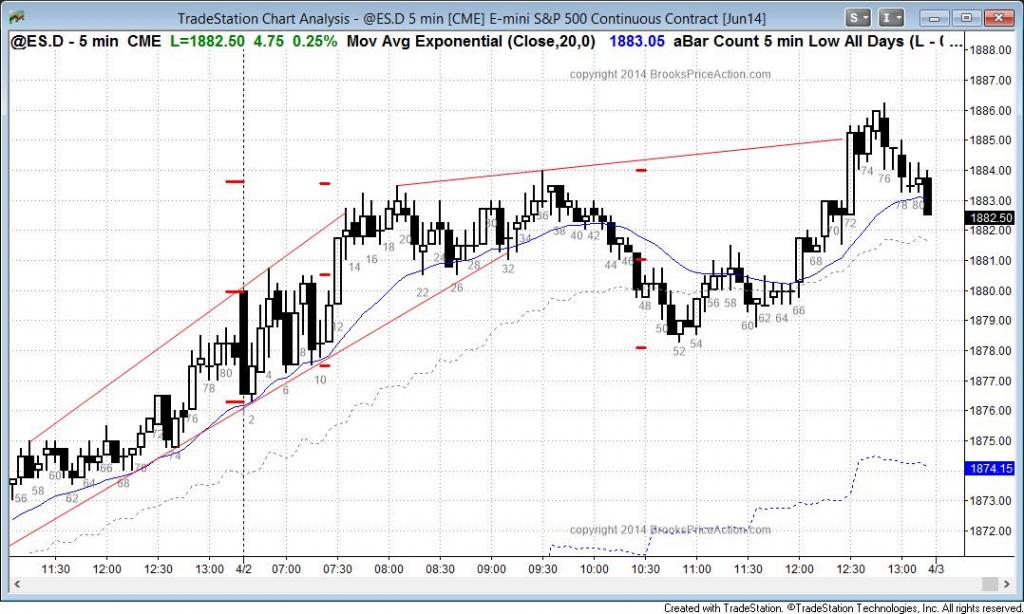 TradeStation Chart Analysis - @ES.D 5 min [CME] E-mini S&P 500 Continuous Contract [Jun14]
S
I
@ES.D - 5 min CME L=1882.50 4.75 0.25% Mov Avg Exponential (Close,20,0) 1883.05 aBar Count 5 min Low All Days (L - ...
copyright 2014 BrooksPriceAction.com
1888.00
1887.00
1886.00
1885.00
1884.00
1883.00
1882.50
1882.00
1881.00
1880.00
1879.00
1878.00
1877.00
1876.00
1875.00
1874.15
1873.00
1872.00
56 58 60 62 64 66 68 74 76 78 80
2 4 6 8 10 12 14 16 18 20 22 24 26 28 30 32 34 36 38 40 42 44 46 48 50 52 54 56 58 60 62 64 66 68 70 72 74 76 78 80
copyright 2014 BrooksPriceAction.com
11:30 12:00 12:30 4/2 07:00 07:30 08:00 08:30 09:00 09:30 10:00 10:30 11:00 11:30 12:00 12:30 13:00 4/3
Created with TradeStation. ©TradeStation Technologies, Inc. All rights reserved.